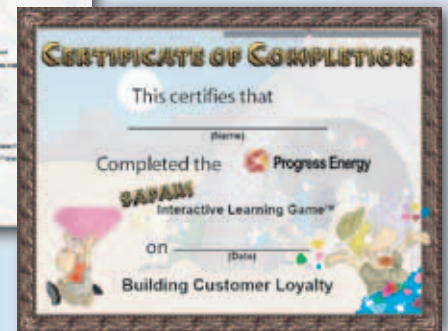 CERTIFICATE OF COMPLETION
This certifies that
(Name)
Completed the Progress Energy
SAFARI
Interactive Learning Game™
on
(Date)
Building Customer Loyalty